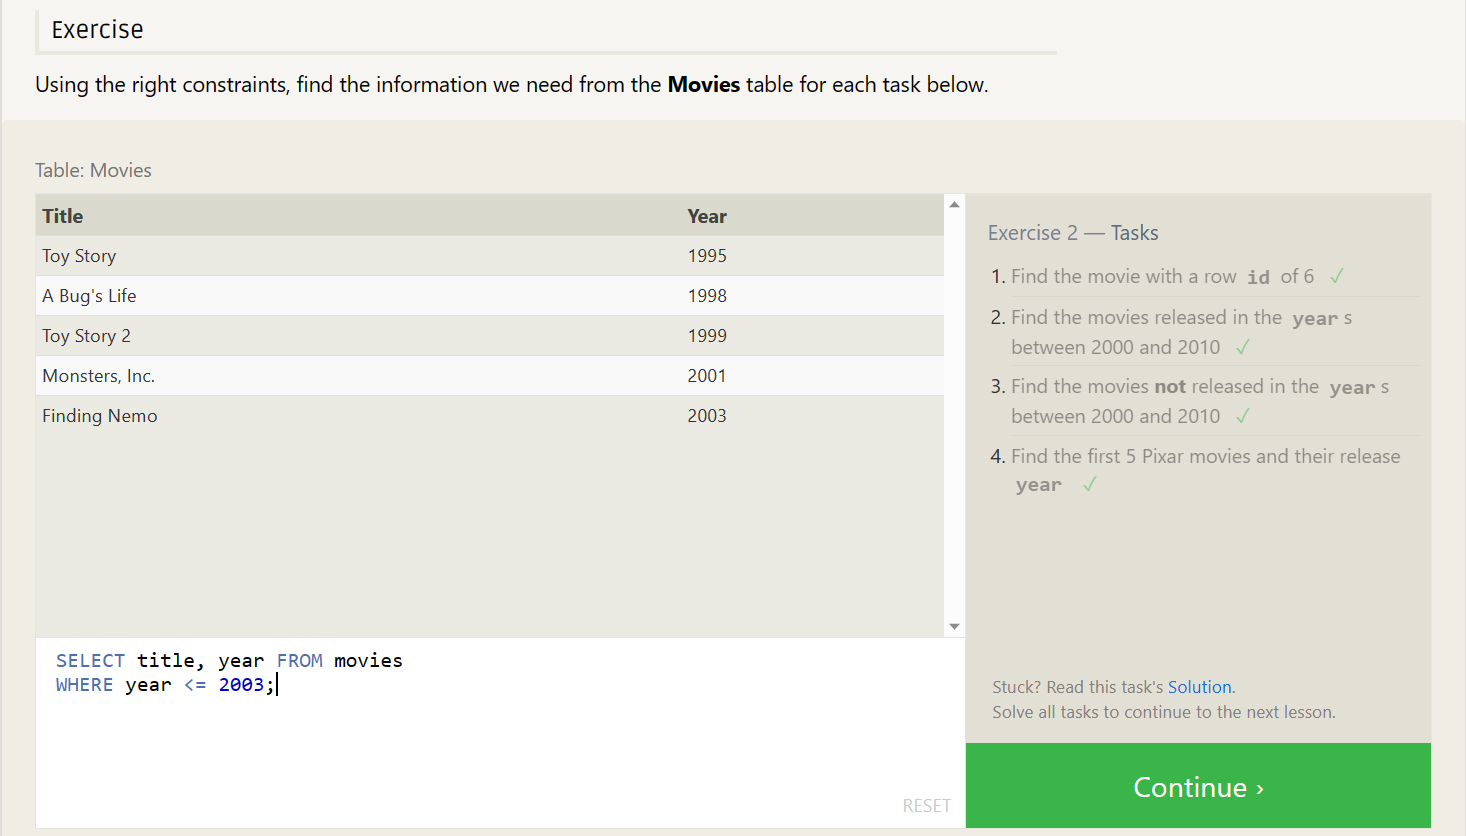 Exercise
Using the right constraints, find the information we need from the Movies table for each task below.
Table: Movies
Title Year
Toy Story 1995
A Bug's Life 1998
Toy Story 2 1999
Monsters, Inc. 2001
Finding Nemo 2003
SELECT title, year FROM movies
WHERE year <= 2003;
RESET
Exercise 2 — Tasks
1. Find the movie with a row id of 6 ✓
2. Find the movies released in the year s
between 2000 and 2010 ✓
3. Find the movies not released in the year s
between 2000 and 2010 ✓
4. Find the first 5 Pixar movies and their release
year ✓
Stuck? Read this task's Solution.
Solve all tasks to continue to the next lesson.
Continue ›